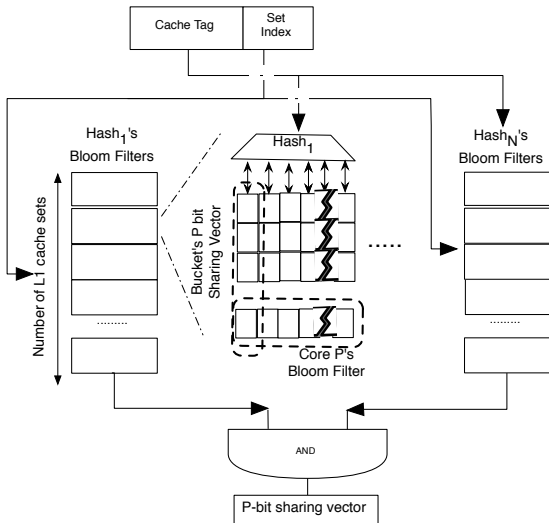 Cache Tag
Set
Index
Hash1's
Bloom Filters
Hash1
HashN's
Bloom Filters
Number of L1 cache sets
Bucket's P bit
Sharing Vector
.....
.........
.........
Core P's
Bloom Filter
AND
P-bit sharing vector